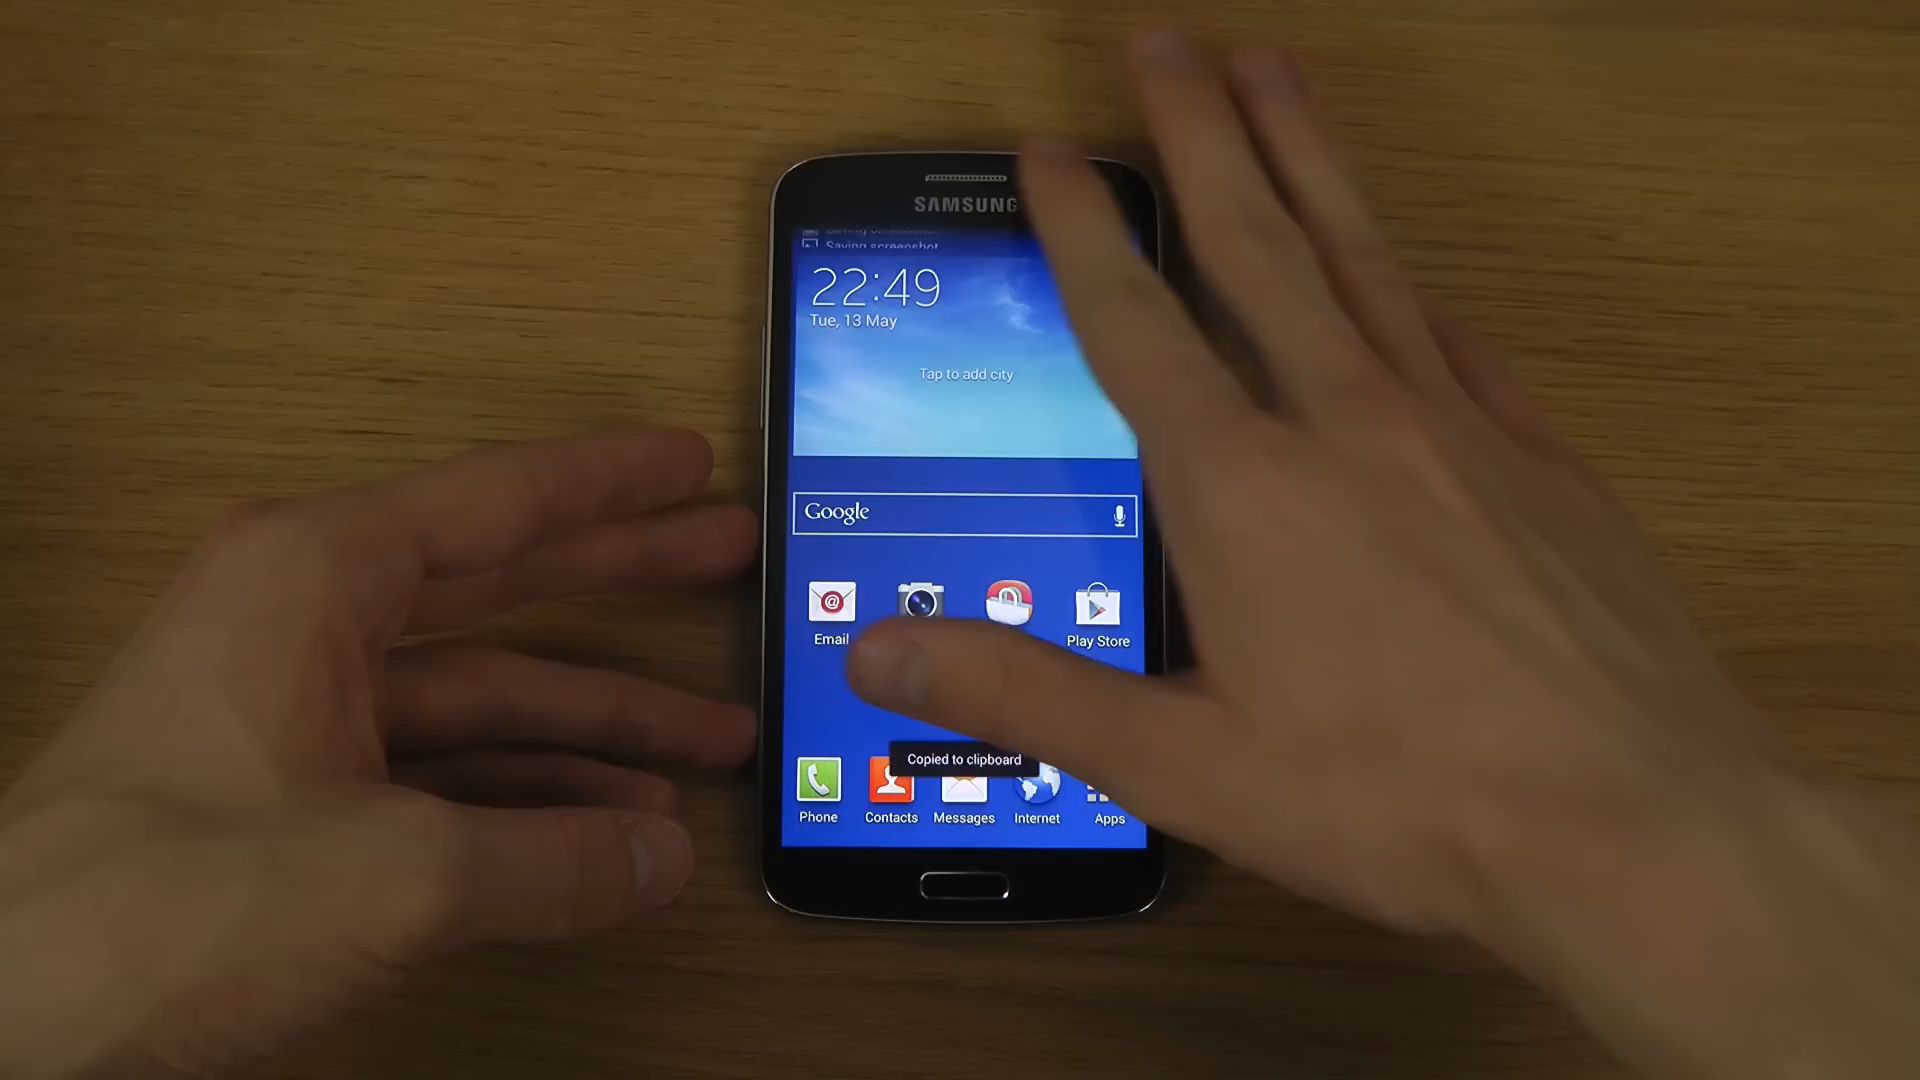 SAMSUNG
Saving screenshot
22:49
Tue, 13 May
Tap to add city
Google
Email
Play Store
Copied to clipboard
Phone
Contacts
Messages
Internet
Apps